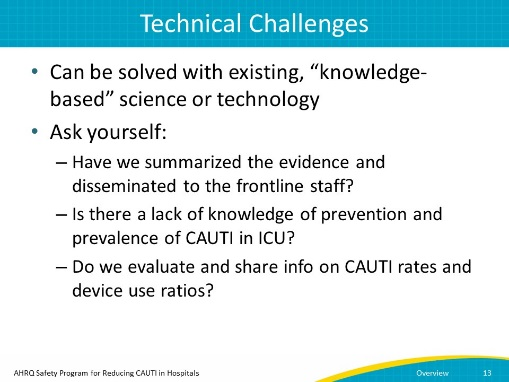 Technical Challenges
• Can be solved with existing, “knowledge-
based” science or technology
• Ask yourself:
– Have we summarized the evidence and
disseminated to the frontline staff?
– Is there a lack of knowledge of prevention and
prevalence of CAUTI in ICU?
– Do we evaluate and share info on CAUTI rates and
device use ratios?
AHRQ Safety Program for Reducing CAUTI in Hospitals
Overview 13